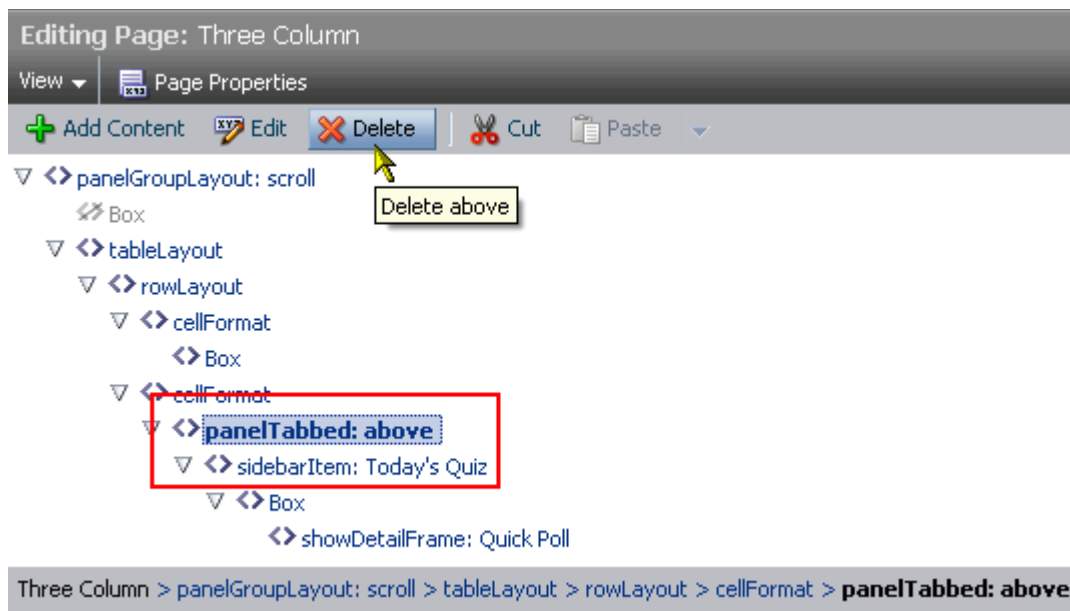 Editing Page: Three Column
View Page Properties
Add Content Edit Delete Cut Paste
panelGroupLayout: scroll
Box
Delete above
tableLayout
rowLayout
cellFormat
Box
cellFormat
panelTabbed: above
sidebarItem: Today's Quiz
Box
showDetailFrame: Quick Poll
Three Column > panelGroupLayout: scroll > tableLayout > rowLayout > cellFormat > panelTabbed: above